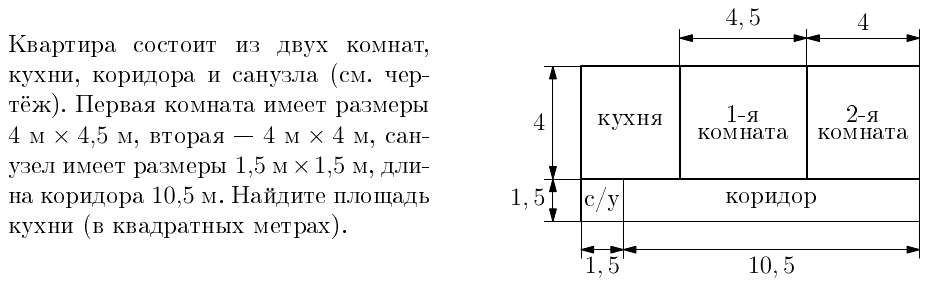 Квартира состоит из двух комнат,
кухни, коридора и санузла (см. чер-
тёж). Первая комната имеет размеры
4 м × 4,5 м, вторая — 4 м × 4 м, сан-
узел имеет размеры 1,5 м × 1,5 м, дли-
на коридора 10,5 м. Найдите площадь
кухни (в квадратных метрах).
4, 5
4
4
кухня
1-я
комната
2-я
комната
1, 5
с/у
коридор
1, 5
10, 5